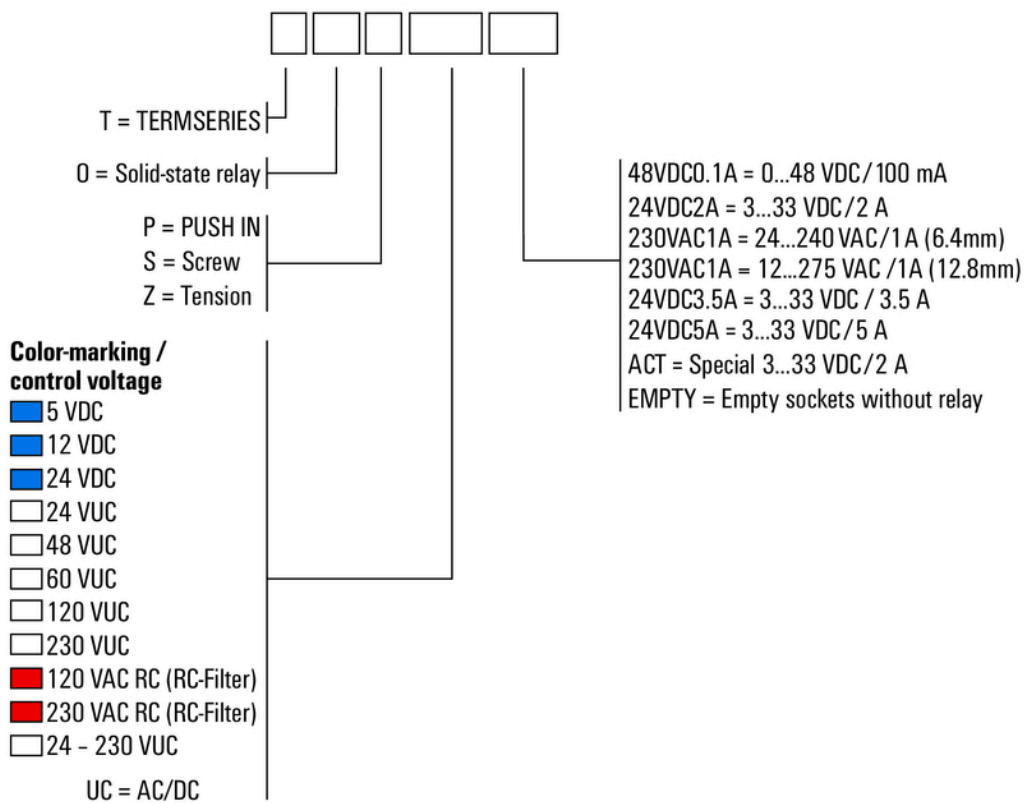 T = TERMSERIES
O = Solid-state relay
P = PUSH IN
S = Screw
Z = Tension
Color-marking /
control voltage
5 VDC
12 VDC
24 VDC
24 VUC
48 VUC
60 VUC
120 VUC
230 VUC
120 VAC RC (RC-Filter)
230 VAC RC (RC-Filter)
24 – 230 VUC
UC = AC/DC
48VDC0.1A = 0...48 VDC/100 mA
24VDC2A = 3...33 VDC/2 A
230VAC1A = 24...240 VAC/1A (6.4mm)
230VAC1A = 12...275 VAC /1A (12.8mm)
24VDC3.5A = 3...33 VDC / 3.5 A
24VDC5A = 3...33 VDC/5 A
ACT = Special 3...33 VDC/2 A
EMPTY = Empty sockets without relay